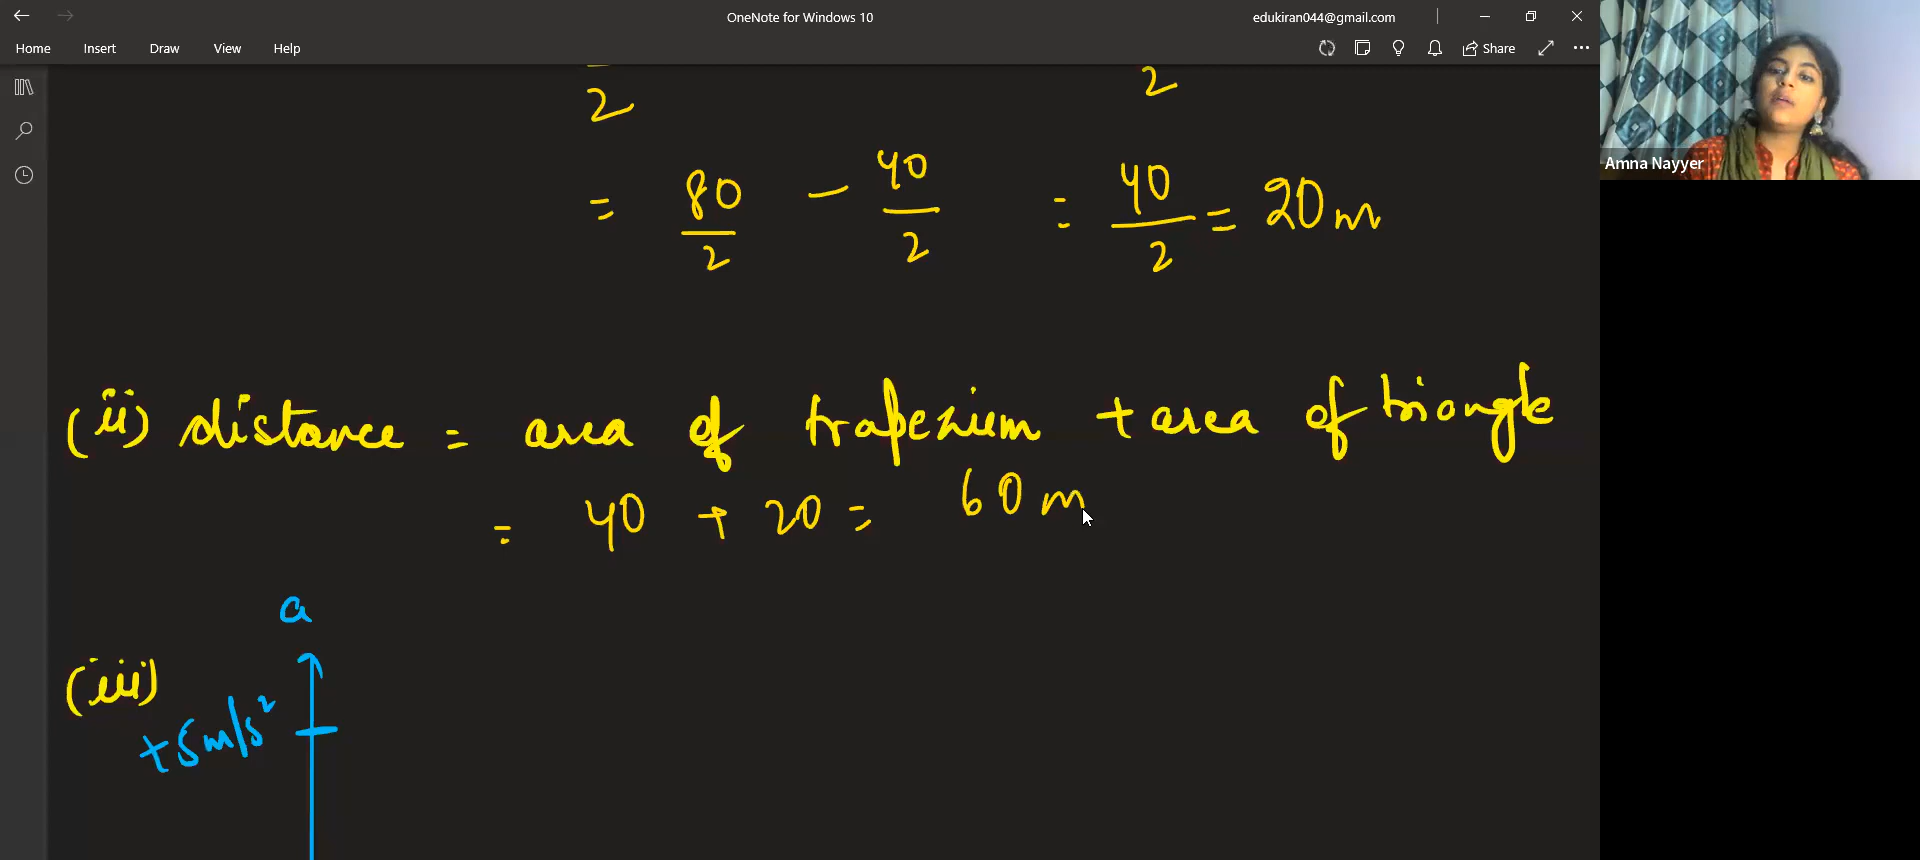 OneNote for Windows 10
edukiran044@gmail.com
Home Insert Draw View Help
Share
Amna Nayyer
2 2
= 80/2 - 40/2 = 40/2 = 20 m
(ii) distance = area of trapezium + area of triangle
= 40 + 20 = 60 m
a
(iii)
+5m/s²